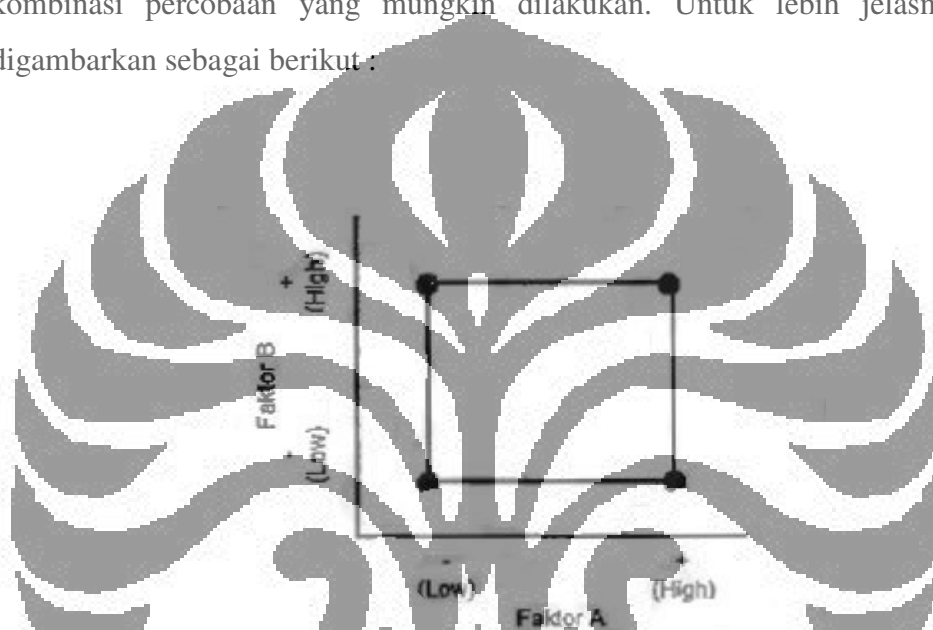 kombinasi percobaan yang mungkin dilakukan. Untuk lebih jelasn
digambarkan sebagai berikut :
+
(High)
Faktor B
(Low)
-
(Low)
+
(High)
Faktor A